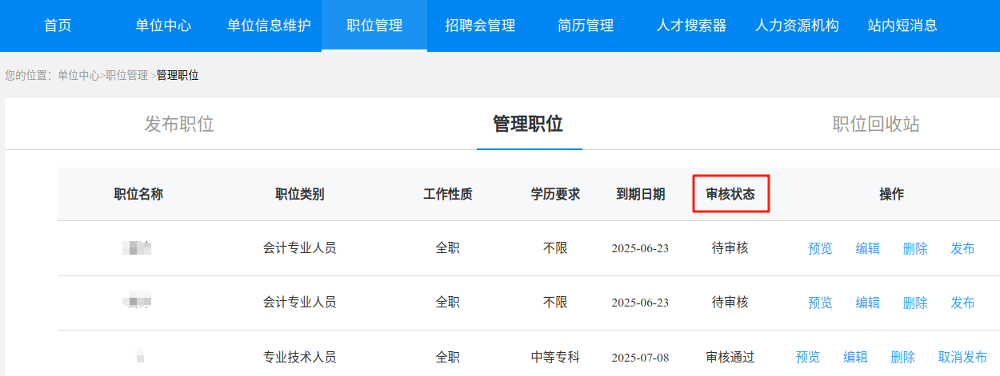 首页 单位中心 单位信息维护 职位管理 招聘会管理 简历管理 人才搜索器 人力资源机构 站内短消息
您的位置：单位中心>职位管理 >管理职位
发布职位 管理职位 职位回收站
职位名称 职位类别 工作性质 学历要求 到期日期 审核状态 操作
会计专业人员 全职 不限 2025-06-23 待审核 预览 编辑 删除 发布
会计专业人员 全职 不限 2025-06-23 待审核 预览 编辑 删除 发布
专业技术人员 全职 中等专科 2025-07-08 审核通过 预览 编辑 删除 取消发布